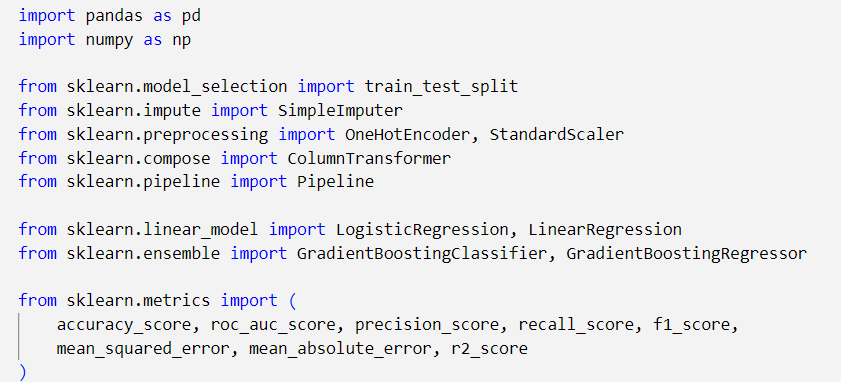 import pandas as pd
import numpy as np
from sklearn.model_selection import train_test_split
from sklearn.impute import SimpleImputer
from sklearn.preprocessing import OneHotEncoder, StandardScaler
from sklearn.compose import ColumnTransformer
from sklearn.pipeline import Pipeline
from sklearn.linear_model import LogisticRegression, LinearRegression
from sklearn.ensemble import GradientBoostingClassifier, GradientBoostingRegressor
from sklearn.metrics import (
    accuracy_score, roc_auc_score, precision_score, recall_score, f1_score,
    mean_squared_error, mean_absolute_error, r2_score
)